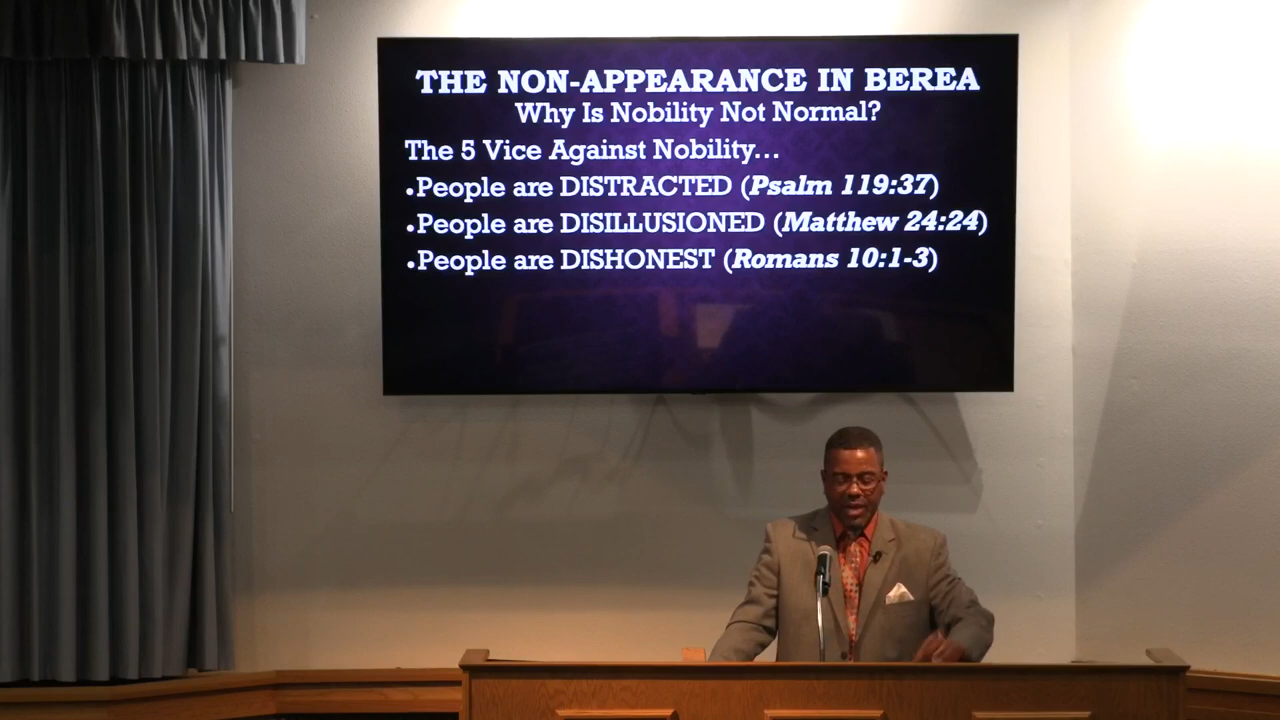 THE NON-APPEARANCE IN BEREA
Why Is Nobility Not Normal?
The 5 Vice Against Nobility...
•People are DISTRACTED (Psalm 119:37)
•People are DISILLUSIONED (Matthew 24:24)
•People are DISHONEST (Romans 10:1-3)